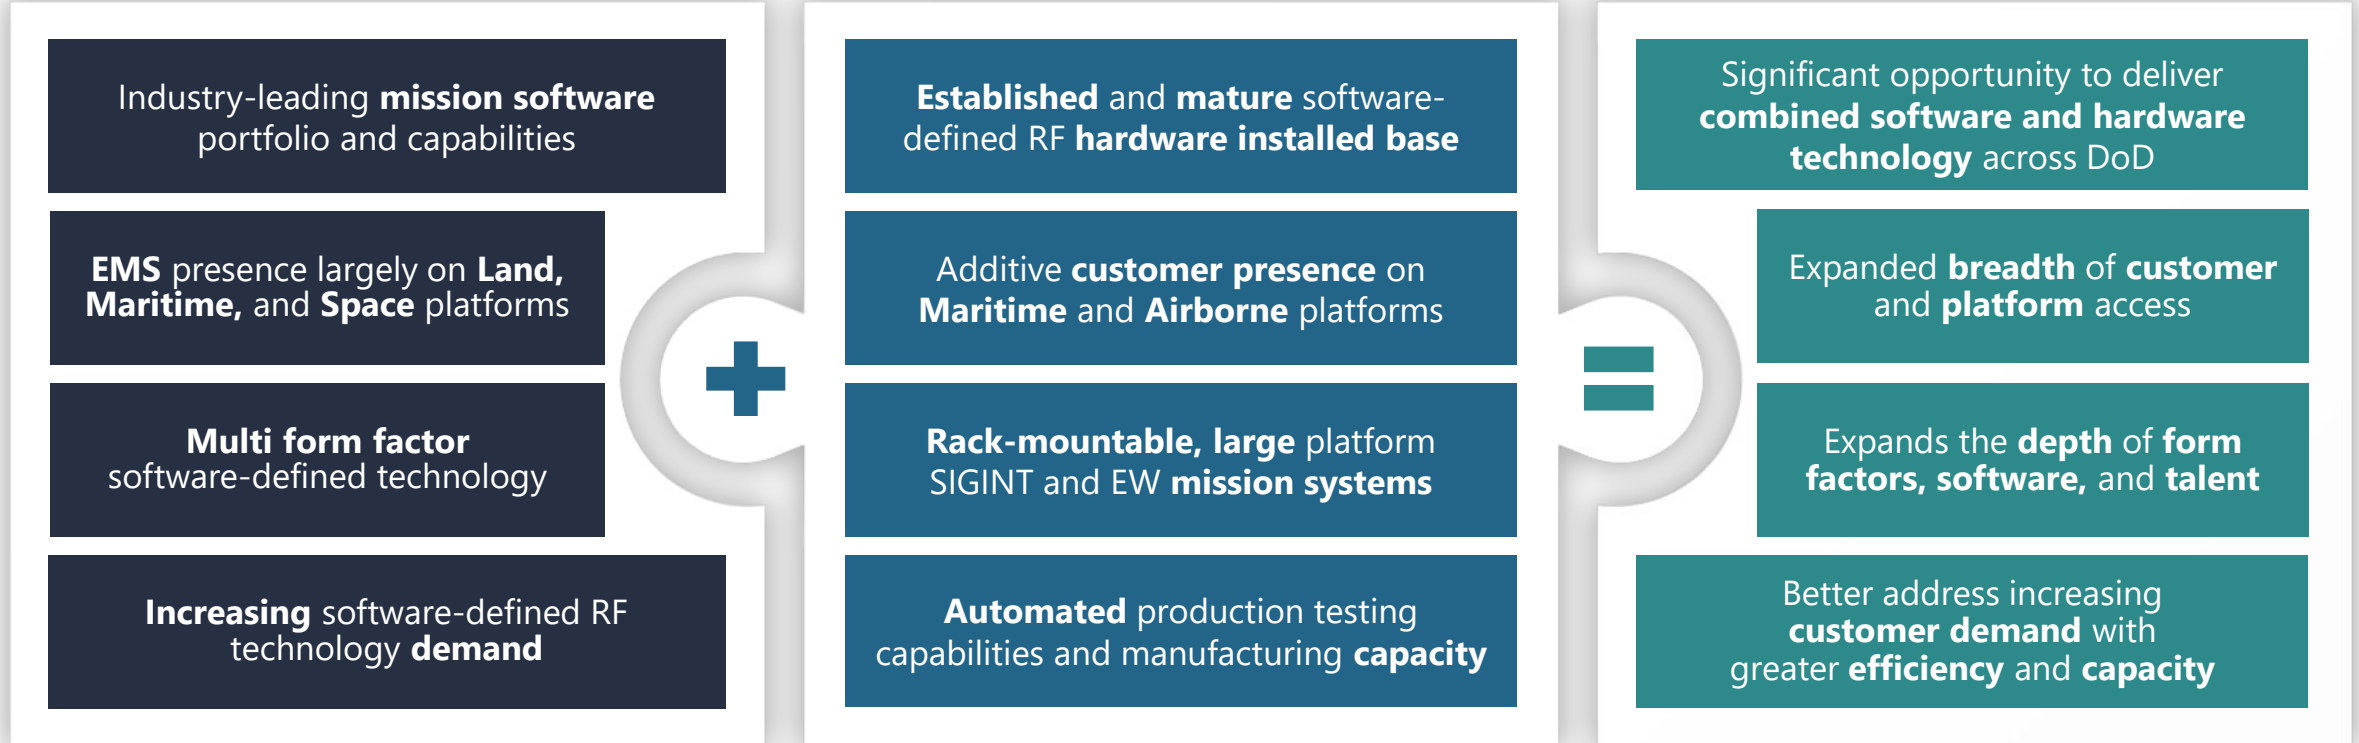 Industry-leading mission software
portfolio and capabilities
EMS presence largely on Land,
Maritime, and Space platforms
Multi form factor
software-defined technology
Increasing software-defined RF
technology demand
+
Established and mature software-
defined RF hardware installed base
Additive customer presence on
Maritime and Airborne platforms
Rack-mountable, large platform
SIGINT and EW mission systems
Automated production testing
capabilities and manufacturing capacity
=
Significant opportunity to deliver
combined software and hardware
technology across DoD
Expanded breadth of customer
and platform access
Expands the depth of form
factors, software, and talent
Better address increasing
customer demand with
greater efficiency and capacity